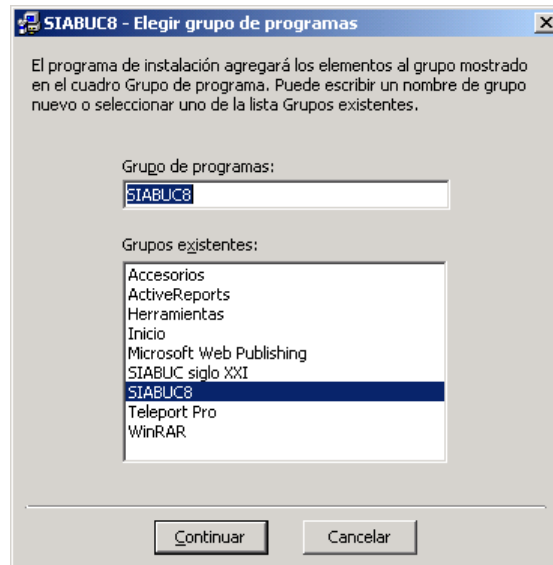 SIABUC8 - Elegir grupo de programas
El programa de instalación agregará los elementos al grupo mostrado
en el cuadro Grupo de programa. Puede escribir un nombre de grupo
nuevo o seleccionar uno de la lista Grupos existentes.
Grupo de programas:
SIABUC8
Grupos existentes:
Accesorios
ActiveReports
Herramientas
Inicio
Microsoft Web Publishing
SIABUC siglo XXI
SIABUC8
Teleport Pro
WinRAR
Continuar Cancelar